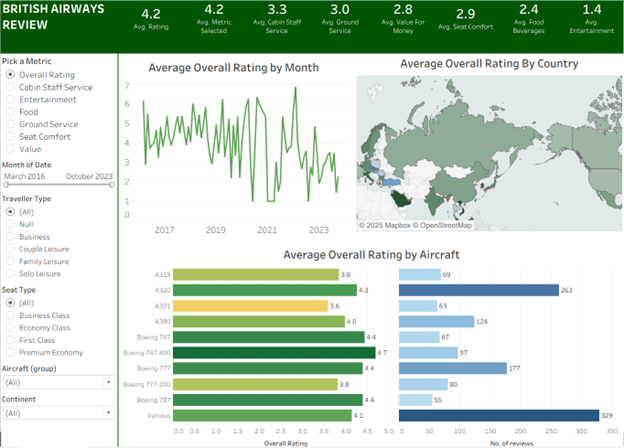 BRITISH AIRWAYS
REVIEW
4.2
Avg. Rating
4.2
Avg. Metric
Selected
3.3
Avg. Cabin Staff
Service
3.0
Avg. Ground
Service
2.8
Avg. Value For
Money
2.9
Avg. Seat Comfort
2.4
Avg. Food
Beverages
1.4
Avg.
Entertainment
Pick a Metric
Overall Rating
Cabin Staff Service
Entertainment
Food
Ground Service
Seat Comfort
Value
Month of Date
March 2016 October 2023
Traveller Type
(All)
Null
Business
Couple Leisure
Family Leisure
Solo Leisure
Seat Type
(All)
Business Class
Economy Class
First Class
Premium Economy
Aircraft (group)
(All)
Continent
(All)
Average Overall Rating by Month
7
6
5
4
3
2
1
0
2017 2019 2021 2023
Average Overall Rating By Country
© 2025 Mapbox © OpenStreetMap
Average Overall Rating by Aircraft
A319 3.8 69
A320 4.3 263
A321 3.6 63
A380 4.0 124
Boeing 747 4.4 67
Boeing 747-400 4.7 97
Boeing 777 4.4 177
Boeing 777-200 3.8 80
Boeing 787 4.4 55
Various 4.1 329
0.0 0.5 1.0 1.5 2.0 2.5 3.0 3.5 4.0 4.5 5.0 0 50 100 150 200 250 300 350
Overall Rating No. of reviews